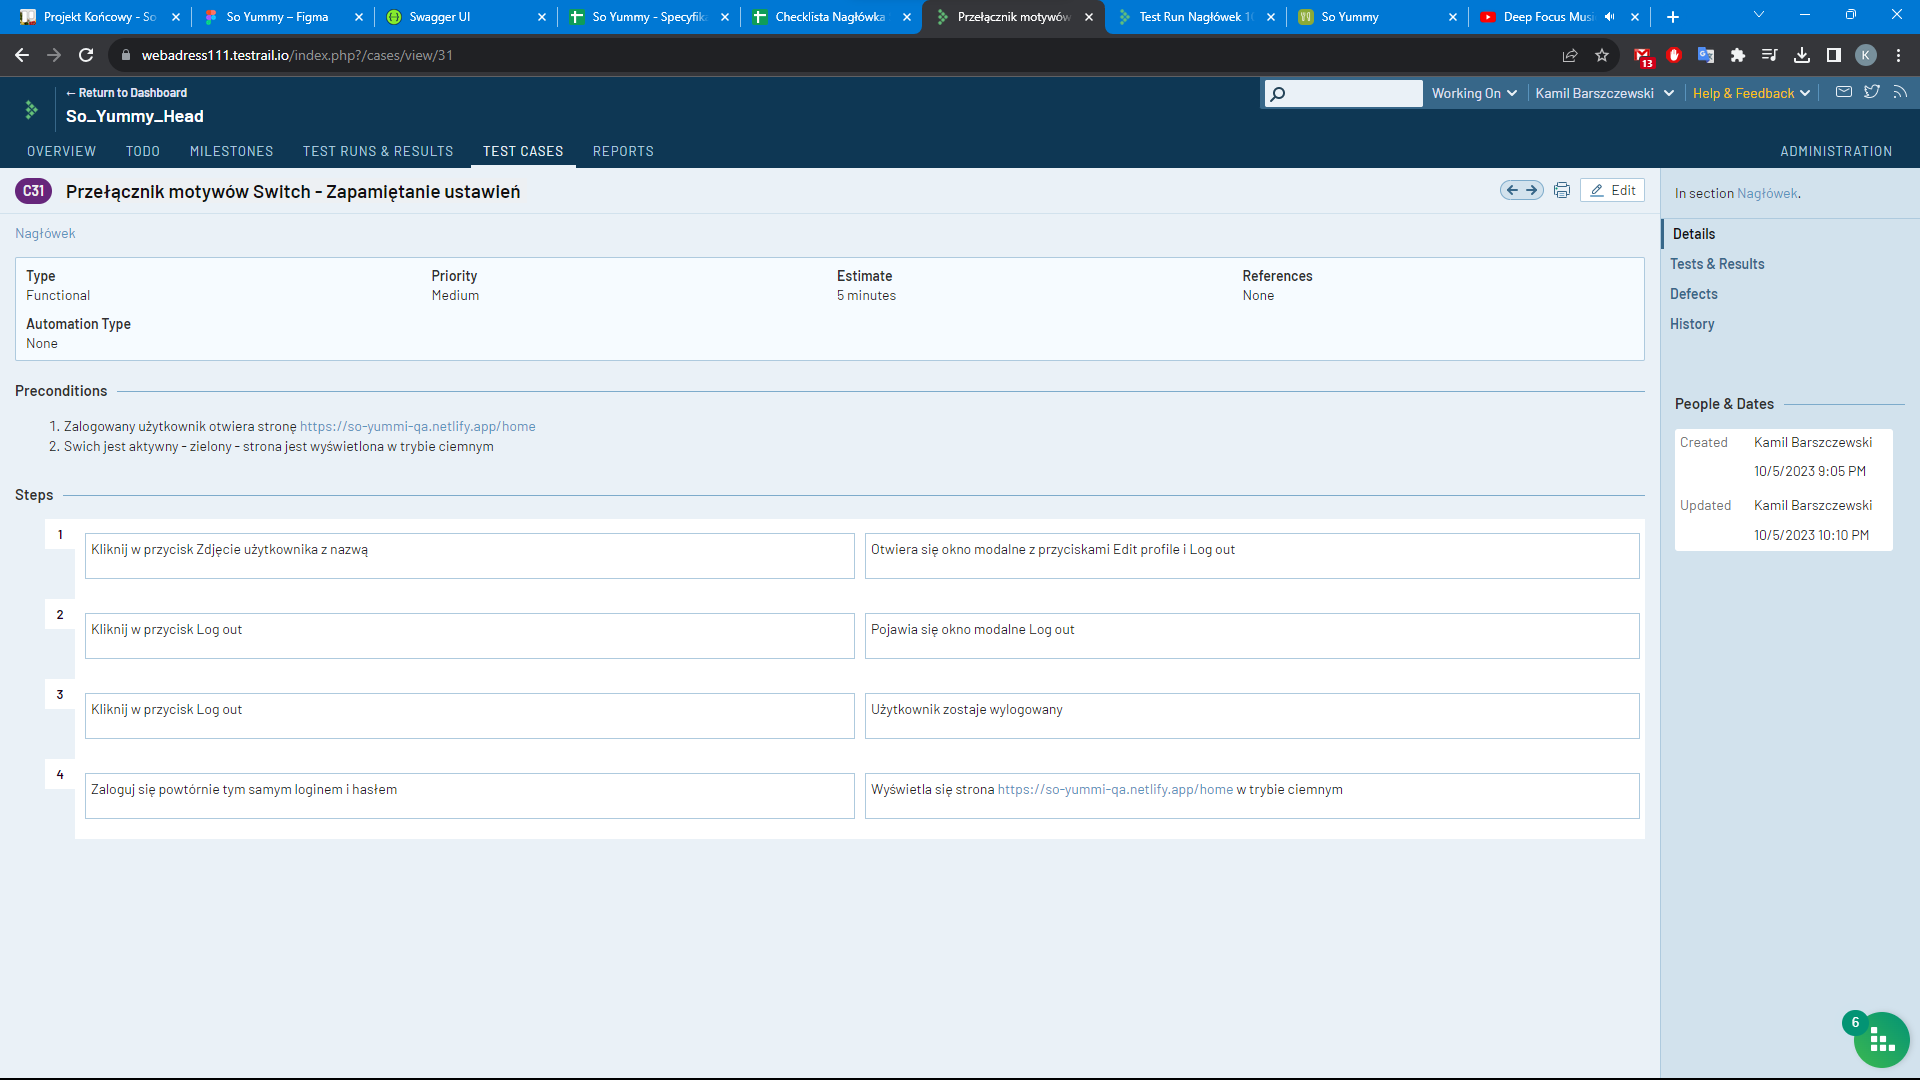 Projekt Końcowy - So
So Yummy – Figma
Swagger UI
So Yummy - Specyfik
Checklista Nagłówka
Przełącznik motywów
Test Run Nagłówek 1
So Yummy
Deep Focus Musi
webadress111.testrail.io/index.php?/cases/view/31
13
K
← Return to Dashboard
So_Yummy_Head
Working On
Kamil Barszczewski
Help & Feedback
OVERVIEW
TODO
MILESTONES
TEST RUNS & RESULTS
TEST CASES
REPORTS
ADMINISTRATION
C31
Przełącznik motywów Switch - Zapamiętanie ustawień
Edit
In section Nagłówek.
Nagłówek
Type
Functional
Priority
Medium
Estimate
5 minutes
References
None
Automation Type
None
Details
Tests & Results
Defects
History
Preconditions
1. Zalogowany użytkownik otwiera stronę https://so-yummi-qa.netlify.app/home
2. Swich jest aktywny - zielony - strona jest wyświetlona w trybie ciemnym
People & Dates
Created
Kamil Barszczewski
10/5/2023 9:05 PM
Updated
Kamil Barszczewski
10/5/2023 10:10 PM
Steps
1
Kliknij w przycisk Zdjęcie użytkownika z nazwą
Otwiera się okno modalne z przyciskami Edit profile i Log out
2
Kliknij w przycisk Log out
Pojawia się okno modalne Log out
3
Kliknij w przycisk Log out
Użytkownik zostaje wylogowany
4
Zaloguj się powtórnie tym samym loginem i hasłem
Wyświetla się strona https://so-yummi-qa.netlify.app/home w trybie ciemnym
6